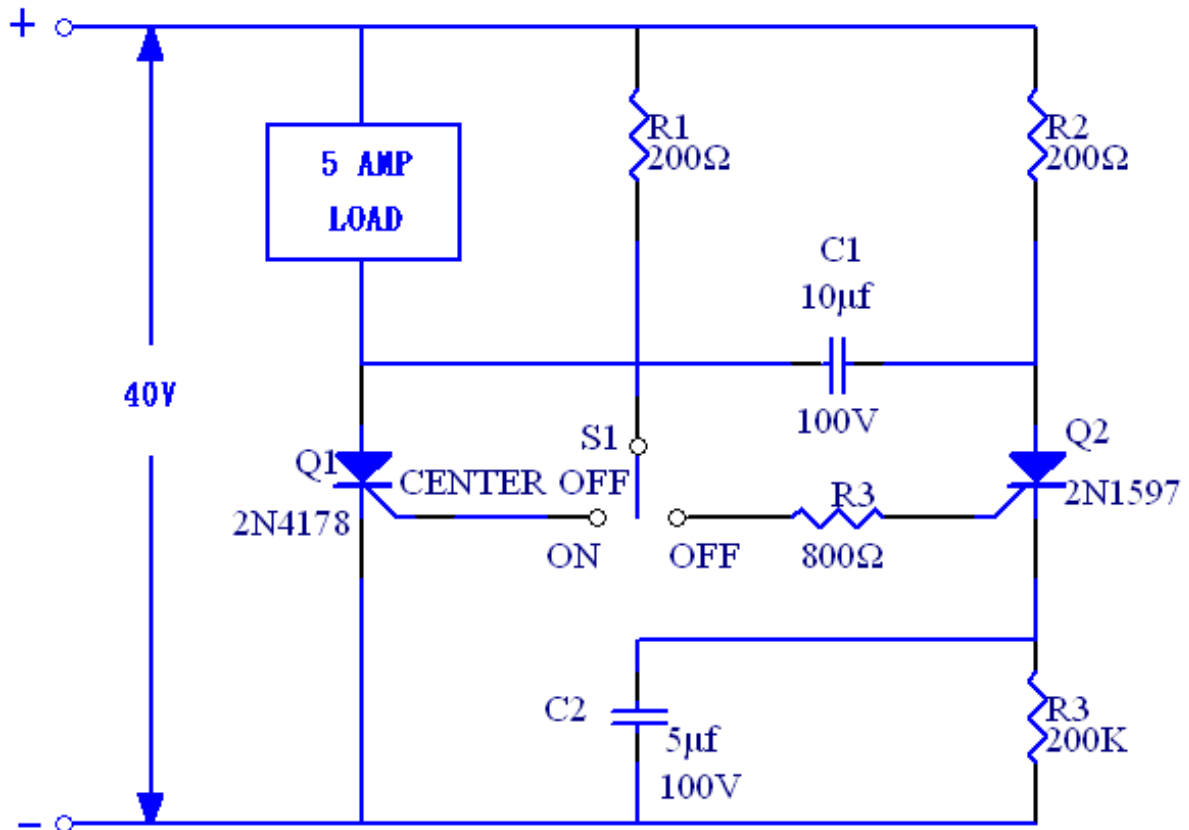 +
R1
200Ω
R2
200Ω
5 AMP
LOAD
C1
10µf
40V
100V
S1
Q1
Q2
CENTER OFF
2N4178
R3
2N1597
ON
OFF
800Ω
C2
5µf
100V
R3
200K
-